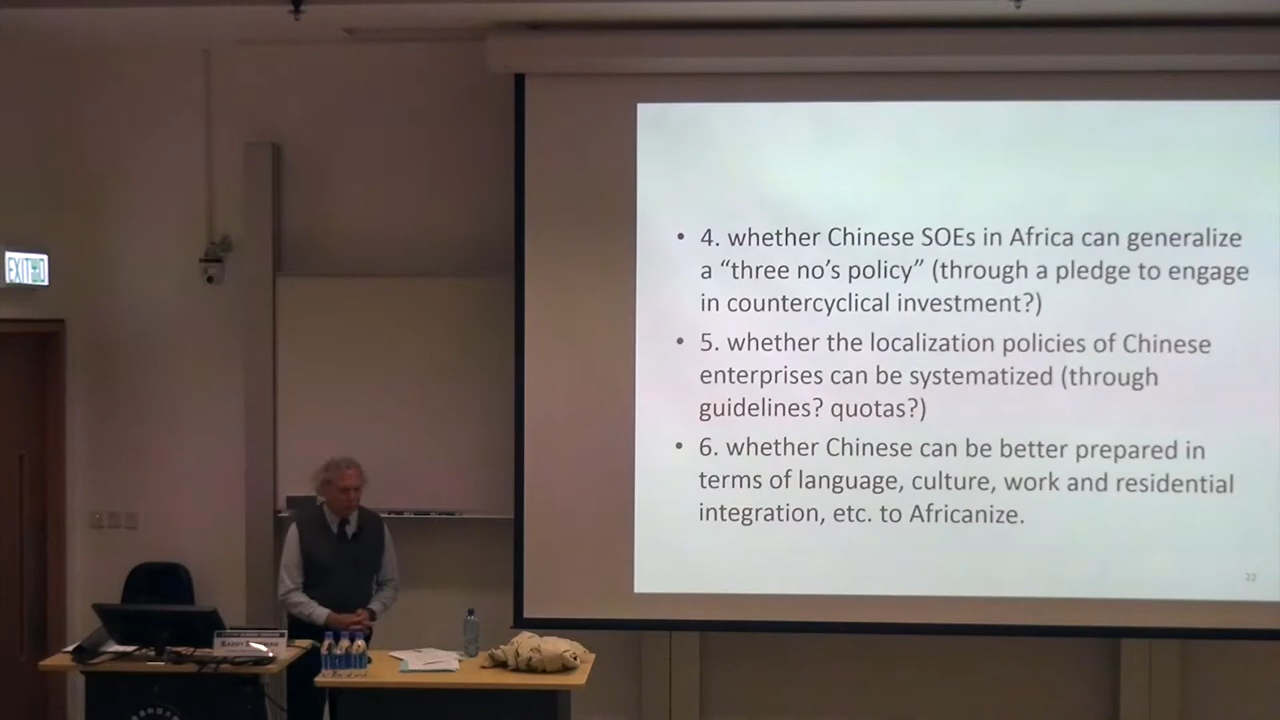 EXIT
• 4. whether Chinese SOEs in Africa can generalize
a “three no’s policy” (through a pledge to engage
in countercyclical investment?)
• 5. whether the localization policies of Chinese
enterprises can be systematized (through
guidelines? quotas?)
• 6. whether Chinese can be better prepared in
terms of language, culture, work and residential
integration, etc. to Africanize.
22